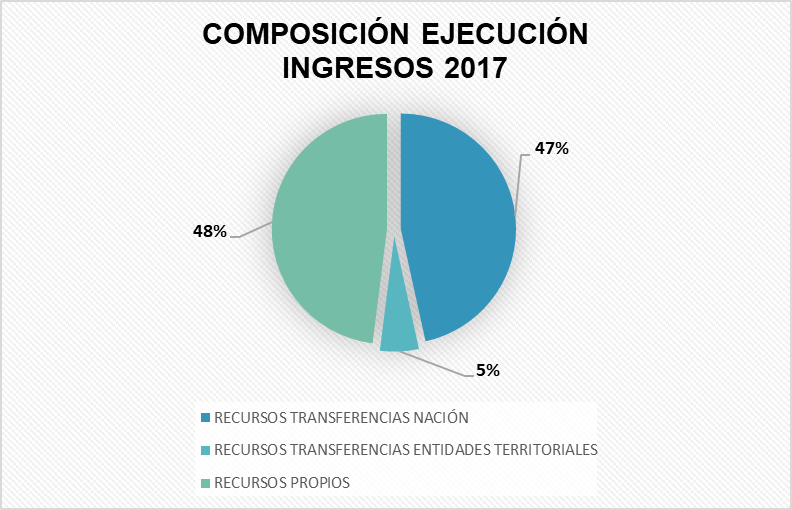 COMPOSICIÓN EJECUCIÓN
INGRESOS 2017
47%
48%
5%
RECURSOS TRANSFERENCIAS NACIÓN
RECURSOS TRANSFERENCIAS ENTIDADES TERRITORIALES
RECURSOS PROPIOS